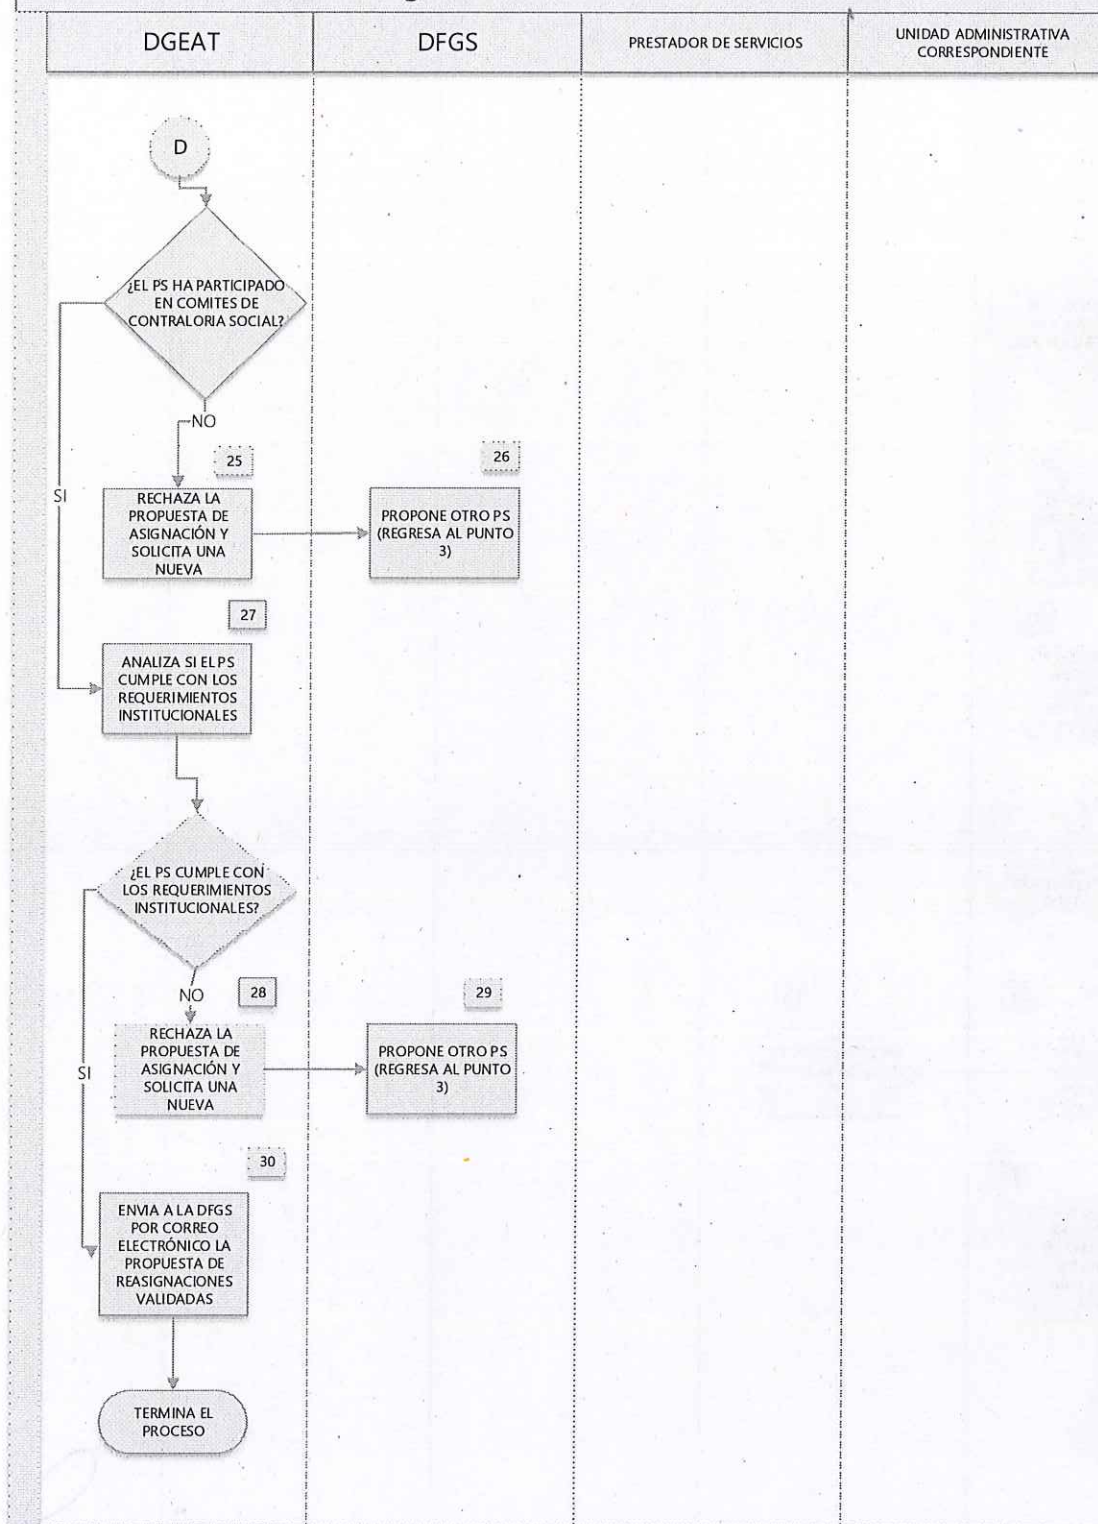 DGEAT
DFGS
PRESTADOR DE SERVICIOS
UNIDAD ADMINISTRATIVA
CORRESPONDIENTE
D
¿EL PS HA PARTICIPADO
EN COMITES DE
CONTRALORIA SOCIAL?
NO
SI
25
RECHAZA LA
PROPUESTA DE
ASIGNACIÓN Y
SOLICITA UNA
NUEVA
26
PROPONE OTRO PS
(REGRESA AL PUNTO
3)
27
ANALIZA SI EL PS
CUMPLE CON LOS
REQUERIMIENTOS
INSTITUCIONALES
¿EL PS CUMPLE CON
LOS REQUERIMIENTOS
INSTITUCIONALES?
NO
SI
28
RECHAZA LA
PROPUESTA DE
ASIGNACIÓN Y
SOLICITA UNA
NUEVA
29
PROPONE OTRO PS
(REGRESA AL PUNTO
3)
30
ENVIA A LA DFGS
POR CORREO
ELECTRÓNICO LA
PROPUESTA DE
REASIGNACIONES
VALIDADAS
TERMINA EL
PROCESO